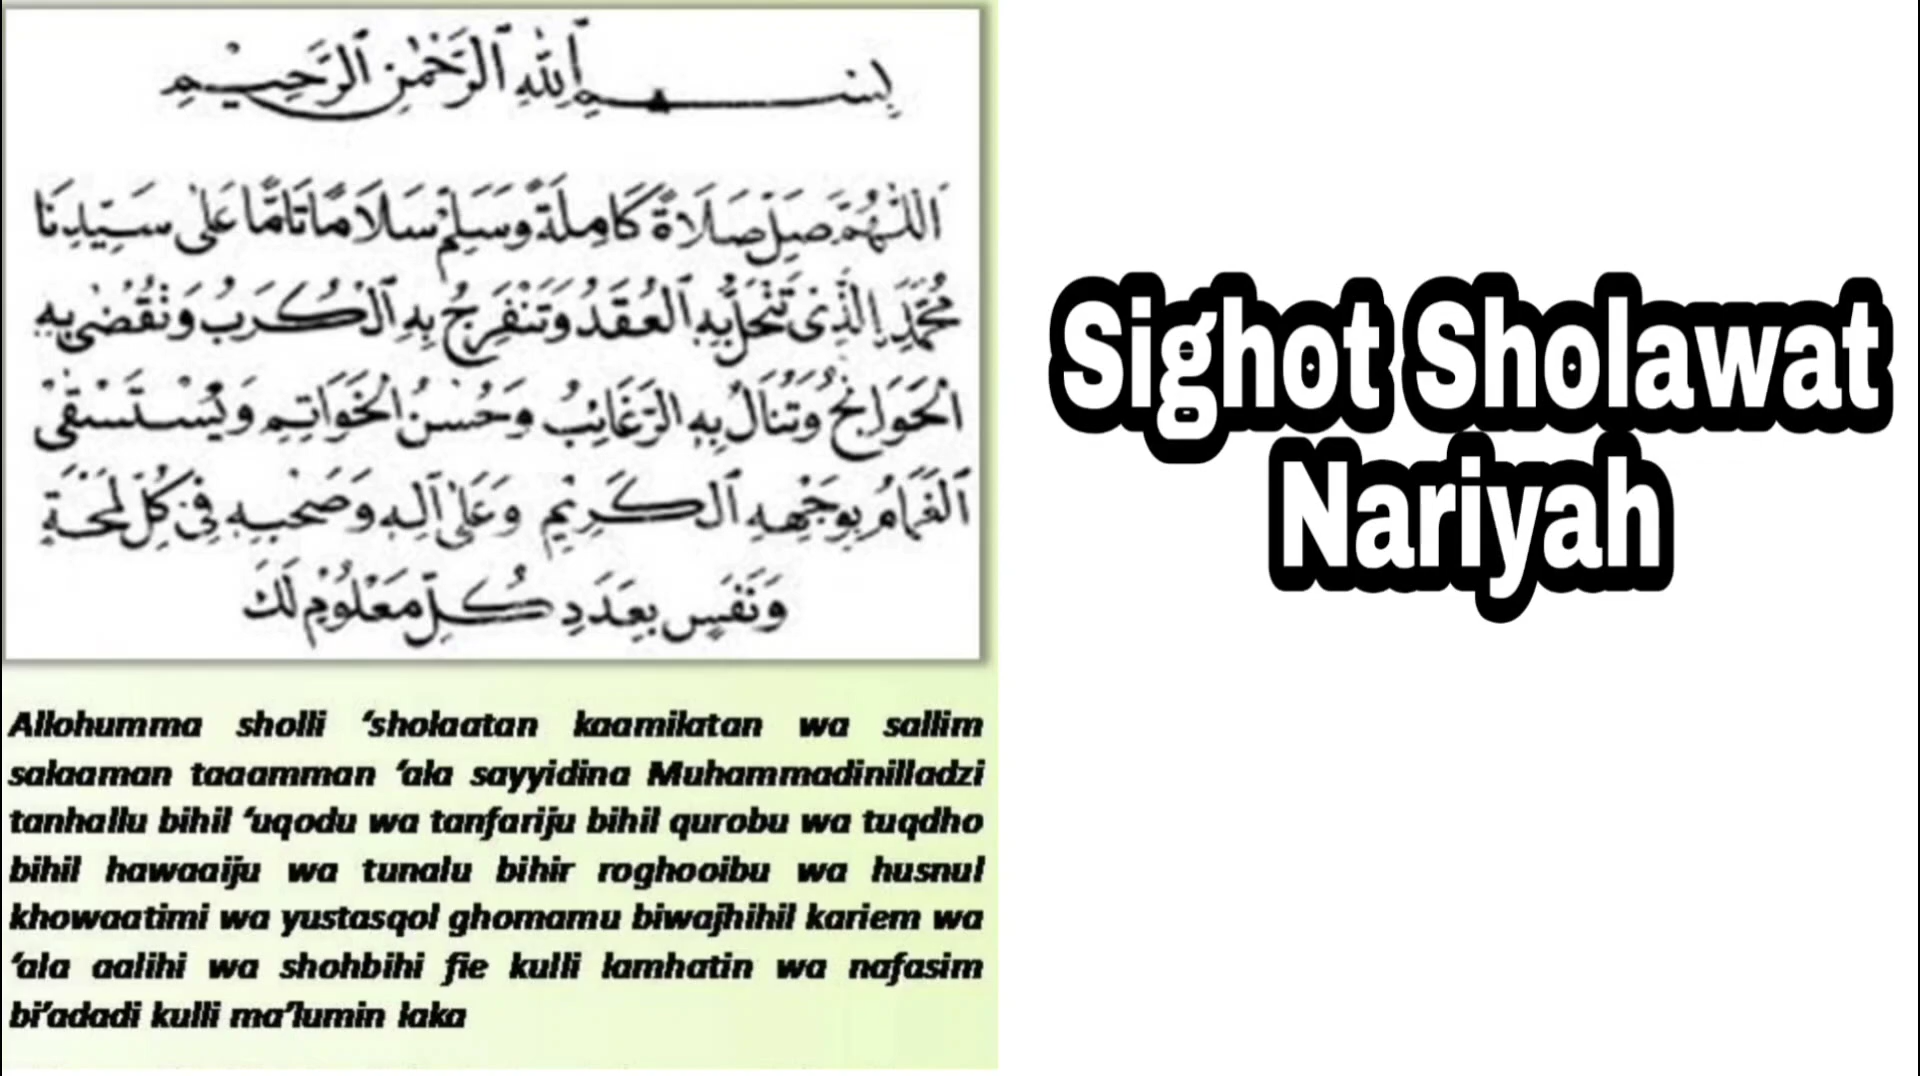 بِسْمِ اللهِ الرَّحْمٰنِ الرَّحِيْمِ
اَللّٰهُمَّ صَلِّ صَلَاةً كَامِلَةً وَسَلِّمْ سَلَامًا تَامًّا عَلٰى سَيِّدِنَا
مُحَمَّدِ الَّذِىْ تَنْحَلُّ بِهِ الْعُقَدُ وَتَنْفَرِجُ بِهِ الْكُرَبُ وَتُقْضٰى بِهِ
الْحَوَائِجُ وَتُنَالُ بِهِ الرَّغَائِبُ وَحُسْنُ الْخَوَاتِمِ وَيُسْتَسْقَى
الْغَمَامُ بِوَجْهِهِ الْكَرِيْمِ وَعَلٰى آلِهِ وَصَحْبِهِ فِىْ كُلِّ لَمْحَةٍ
وَنَفَسٍ بِعَدَدِ كُلِّ مَعْلُوْمٍ لَكَ
Allohumma sholli ‘sholaatan kaamilatan wa sallim
salaaman taaamman ‘ala sayyidina Muhammadinilladzi
tanhallu bihil ‘uqodu wa tanfariju bihil qurobu wa tuqdho
bihil hawaaiju wa tunalu bihir roghooibu wa husnul
khowaatimi wa yustasqol ghomamu biwajhihil kariem wa
‘ala aalihi wa shohbihi fie kulli lamhatin wa nafasim
bi’adadi kulli ma’lumin laka
Sighot Sholawat
Nariyah